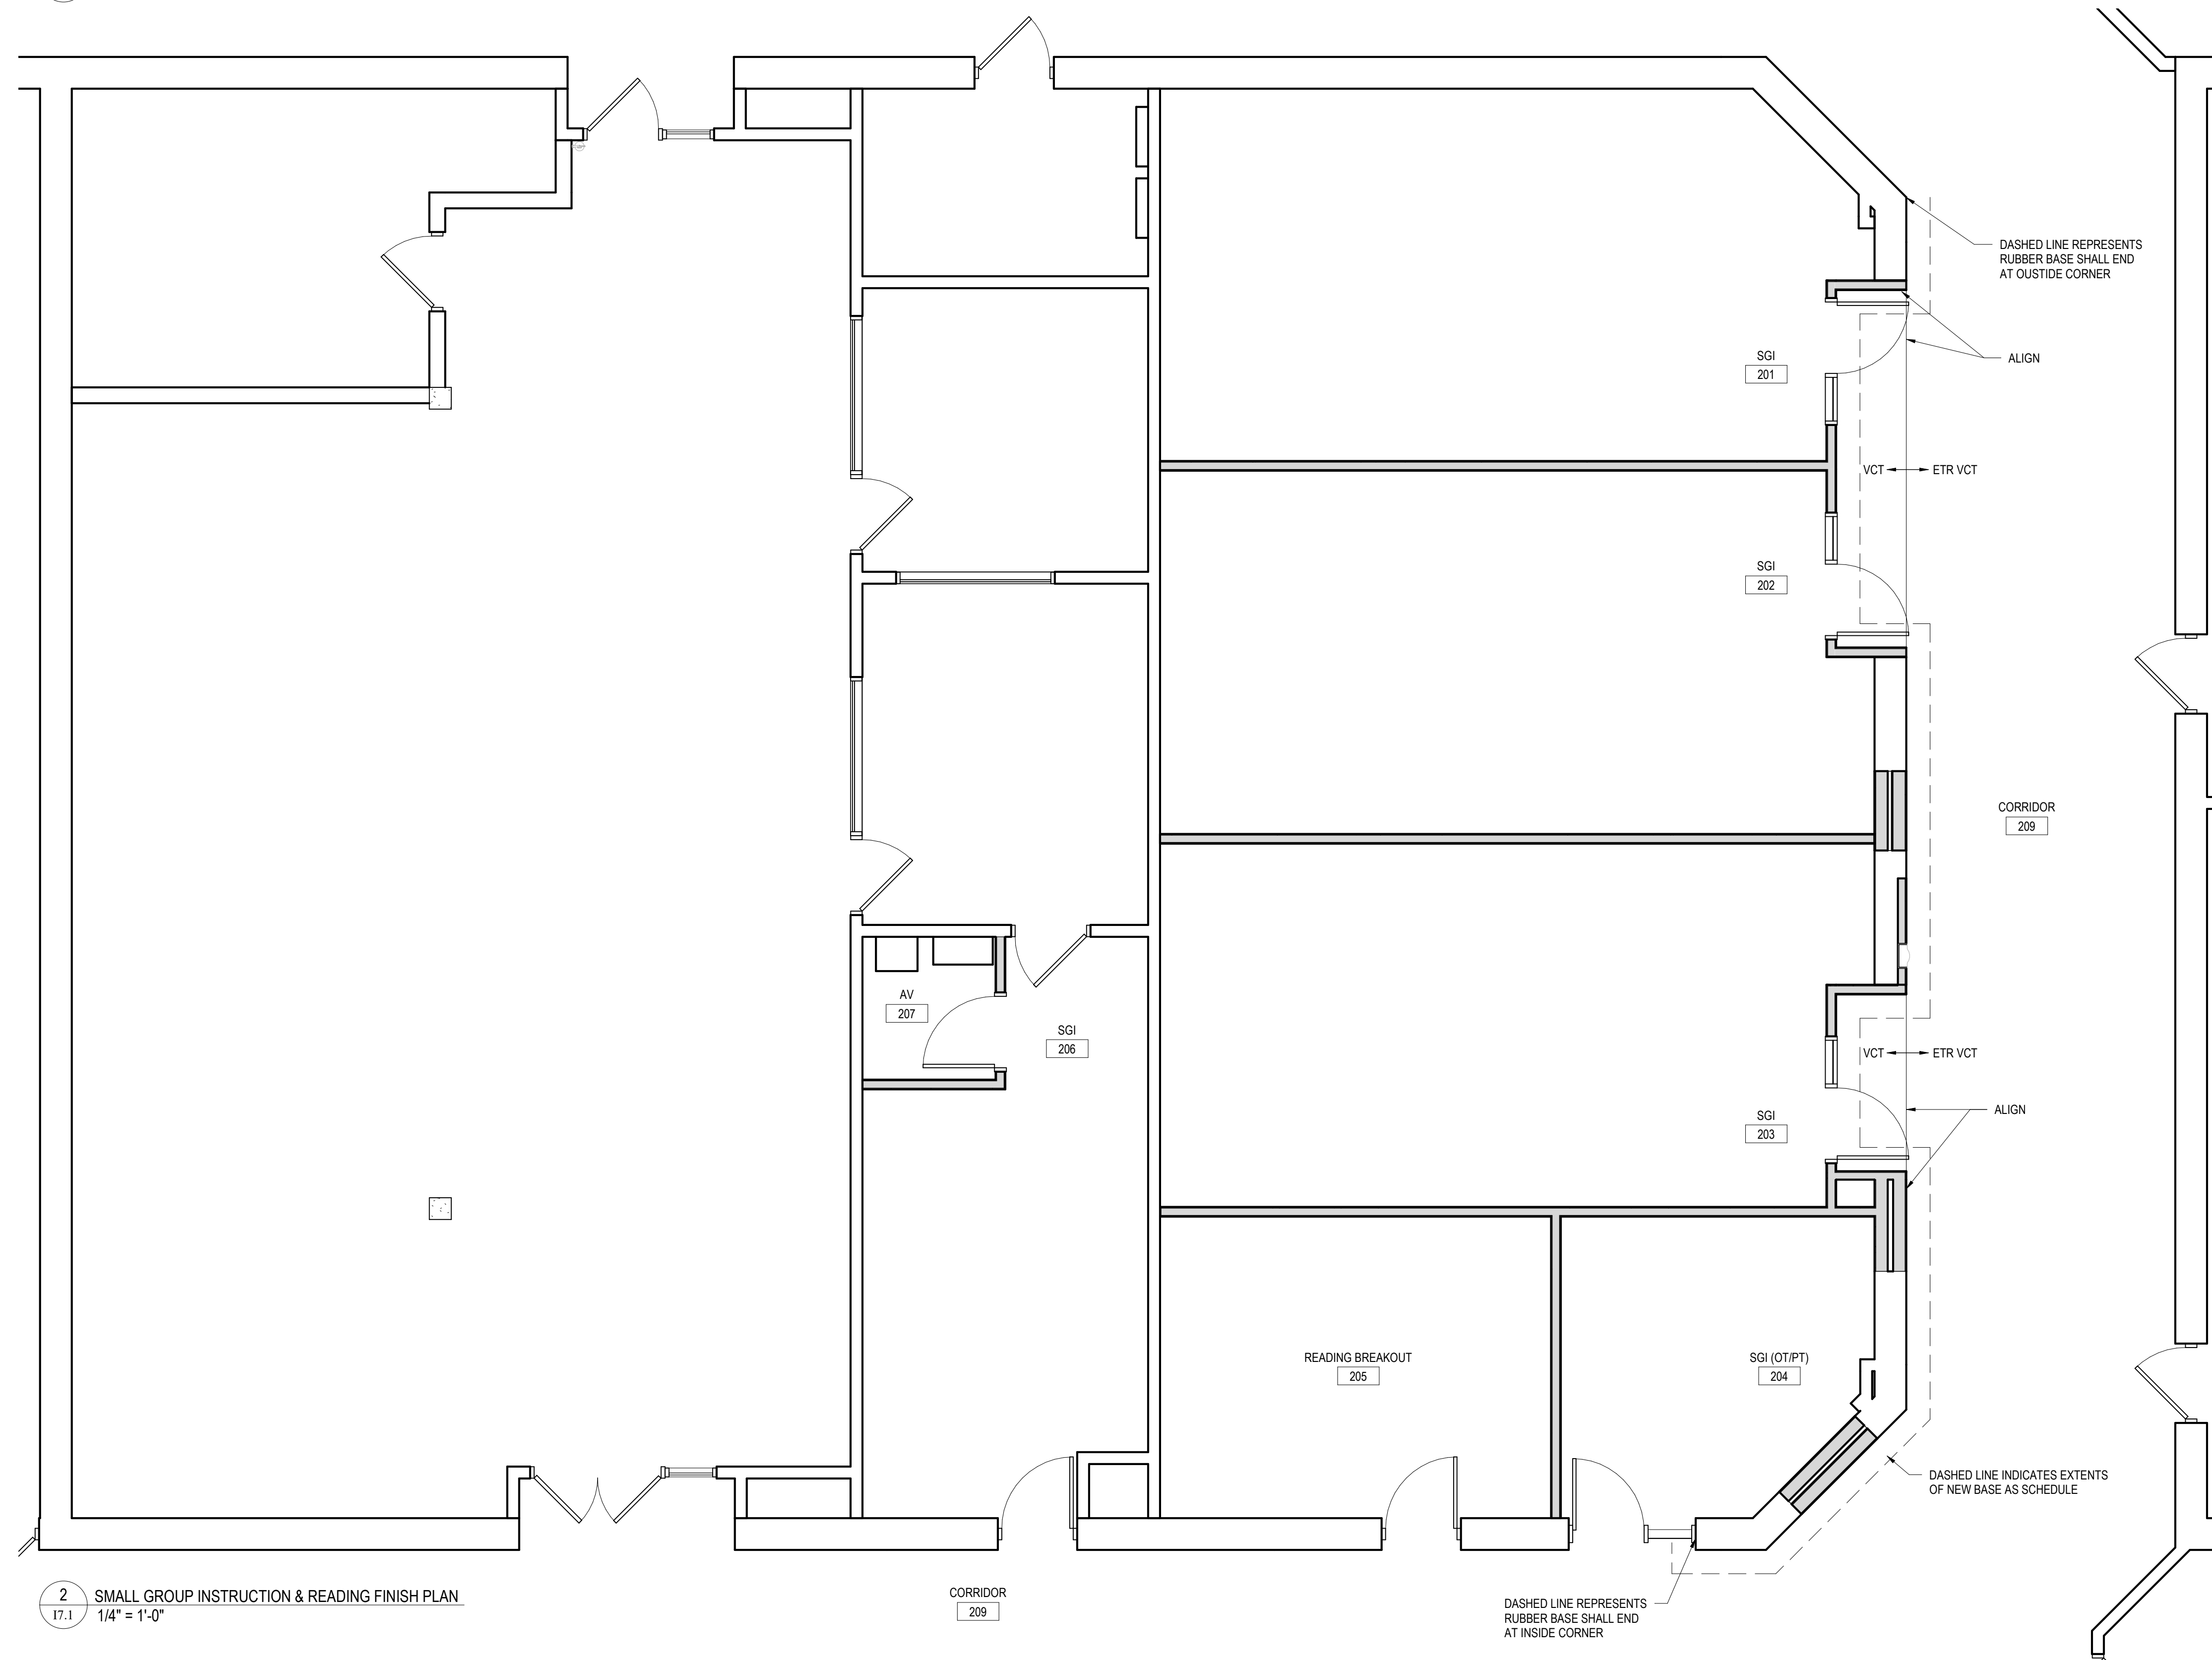 DASHED LINE REPRESENTS
RUBBER BASE SHALL END
AT OUSTIDE CORNER
SGI
201
ALIGN
VCT
ETR VCT
SGI
202
CORRIDOR
209
AV
207
SGI
206
VCT
ETR VCT
SGI
203
ALIGN
READING BREAKOUT
205
SGI (OT/PT)
204
DASHED LINE INDICATES EXTENTS
OF NEW BASE AS SCHEDULE
2
I7.1
SMALL GROUP INSTRUCTION & READING FINISH PLAN
1/4" = 1'-0"
CORRIDOR
209
DASHED LINE REPRESENTS
RUBBER BASE SHALL END
AT INSIDE CORNER